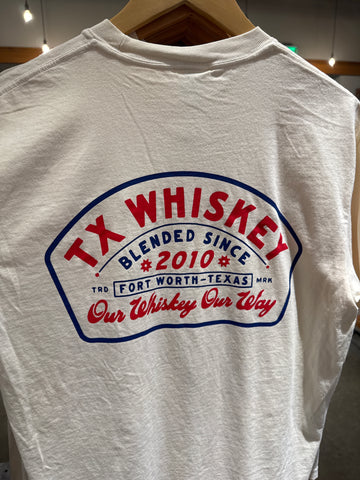 TX WHISKEY
BLENDED SINCE
*2010*
TRD FORT WORTH-TEXAS MRK
Our Whiskey Our Way